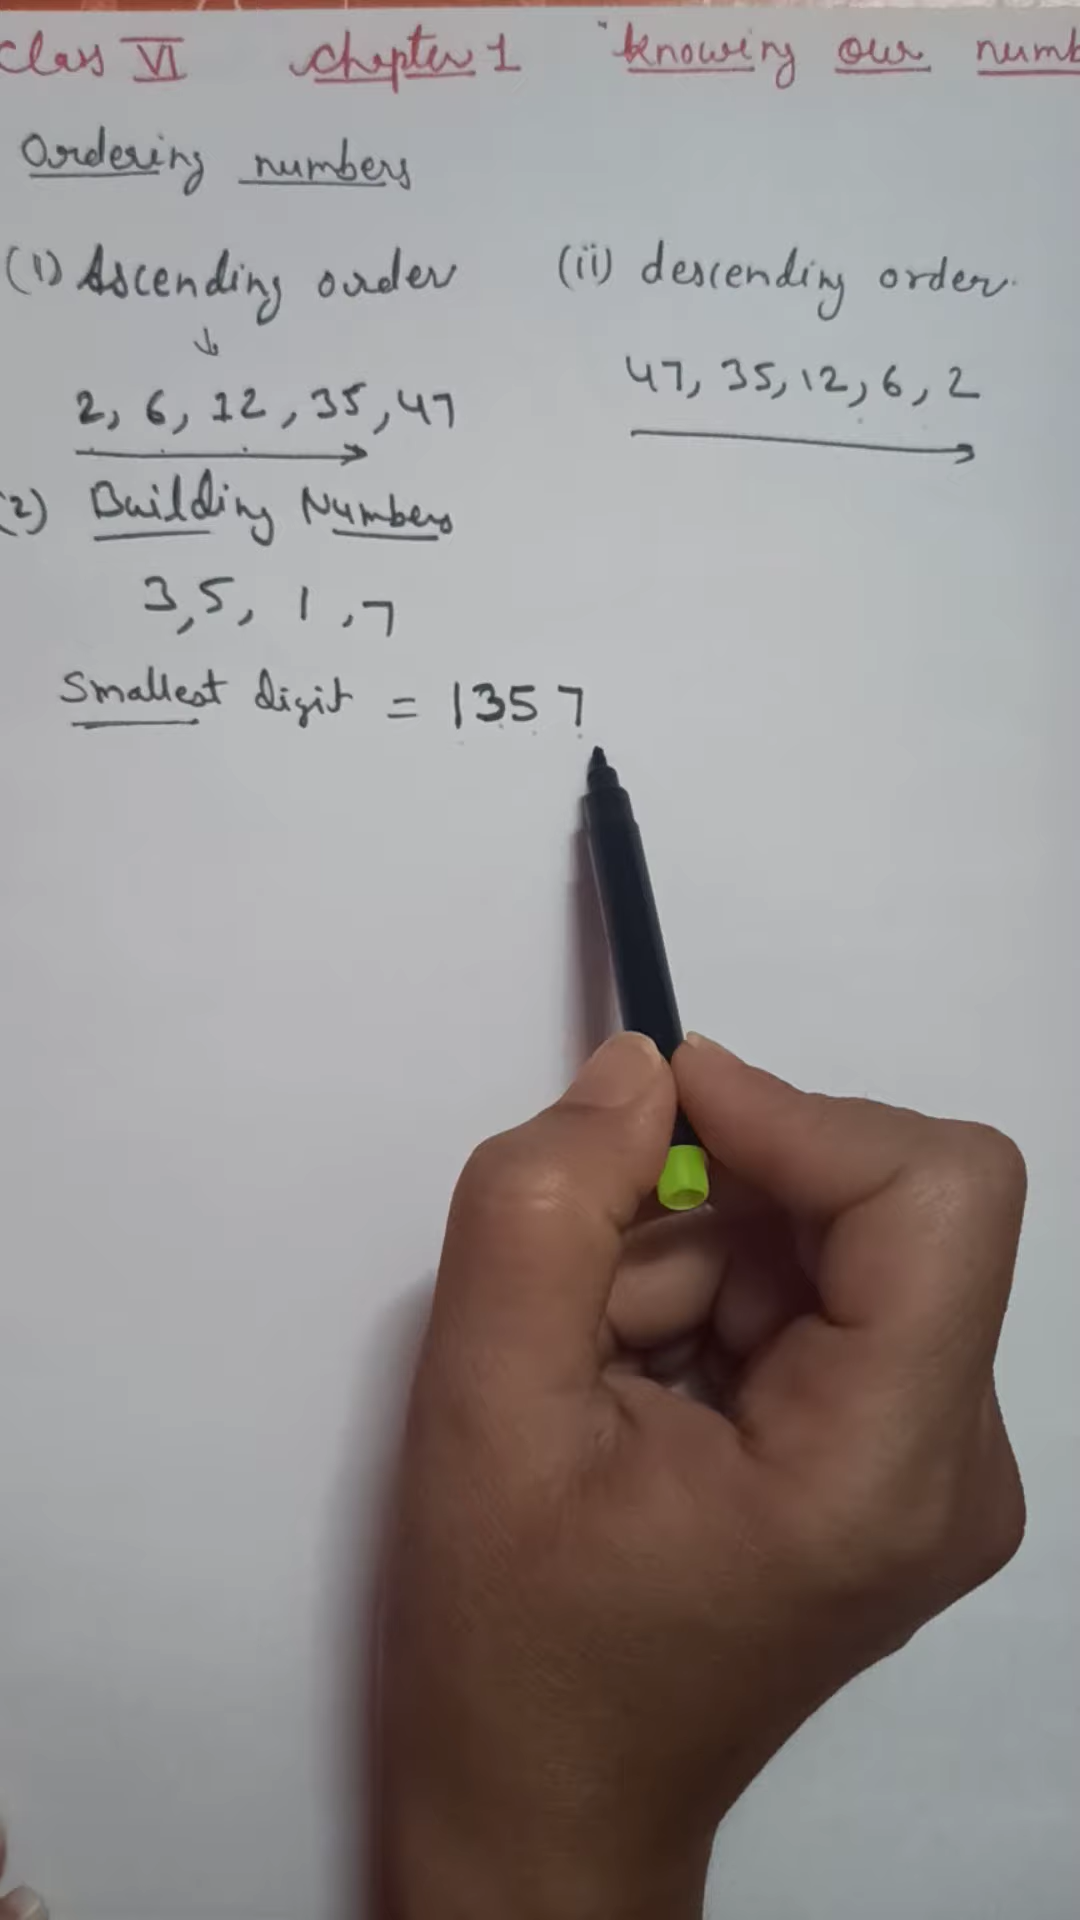 Class VI chapter 1 "knowing our numb
Ordering numbers
(1) Ascending order
↓
2, 6, 12, 35, 47
(ii) descending order.
47, 35, 12, 6, 2
(2) Building Numbers
3, 5, 1, 7
Smallest digit = 1357